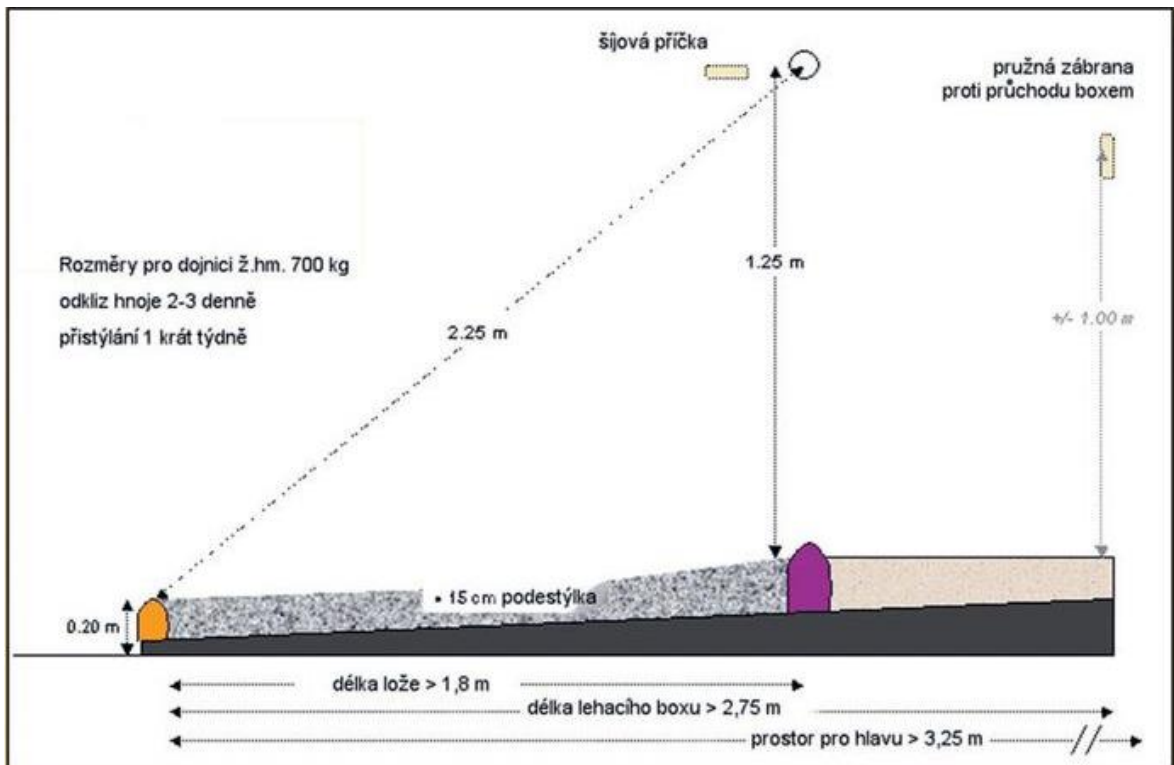 šíjová příčka
pružná zábrana
proti průchodu boxem
Rozměry pro dojnici ž.hm. 700 kg
odkliz hnoje 2-3 denně
přistýlání 1 krát týdně
1.25 m
2.25 m
+/- 1.00 m
• 15 cm podestýlka
0.20 m
délka lože > 1,8 m
délka lehacího boxu > 2,75 m
prostor pro hlavu > 3,25 m